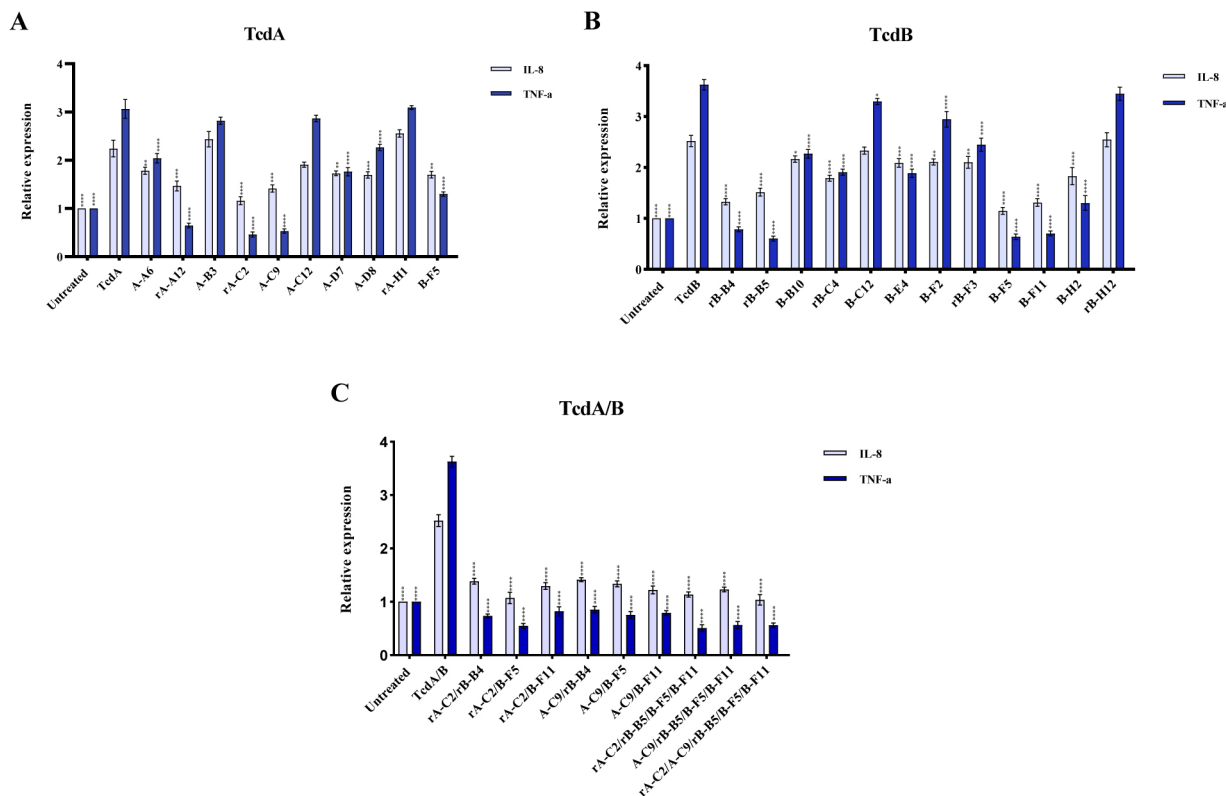 A
TcdA
Relative expression
4
3
2
1
0
IL-8
TNF-a
Untreated
TcdA
A-A6
rA-A12
A-B3
rA-C2
A-C9
A-C12
A-D7
A-D8
rA-H1
B-F5
B
TcdB
Relative expression
4
3
2
1
0
IL-8
TNF-a
Untreated
TcdB
rB-B4
rB-B5
B-B10
rB-C4
B-C12
B-E4
B-F2
rB-F3
B-F5
B-F11
B-H2
rB-H12
C
TcdA/B
Relative expression
4
3
2
1
0
IL-8
TNF-a
Untreated
TcdA/B
rA-C2/rB-B4
rA-C2/B-F5
rA-C2/B-F11
A-C9/rB-B4
A-C9/B-F5
A-C9/B-F11
rA-C2/rB-B5/B-F5/B-F11
A-C9/rB-B5/B-F5/B-F11
rA-C2/A-C9/rB-B5/B-F5/B-F11